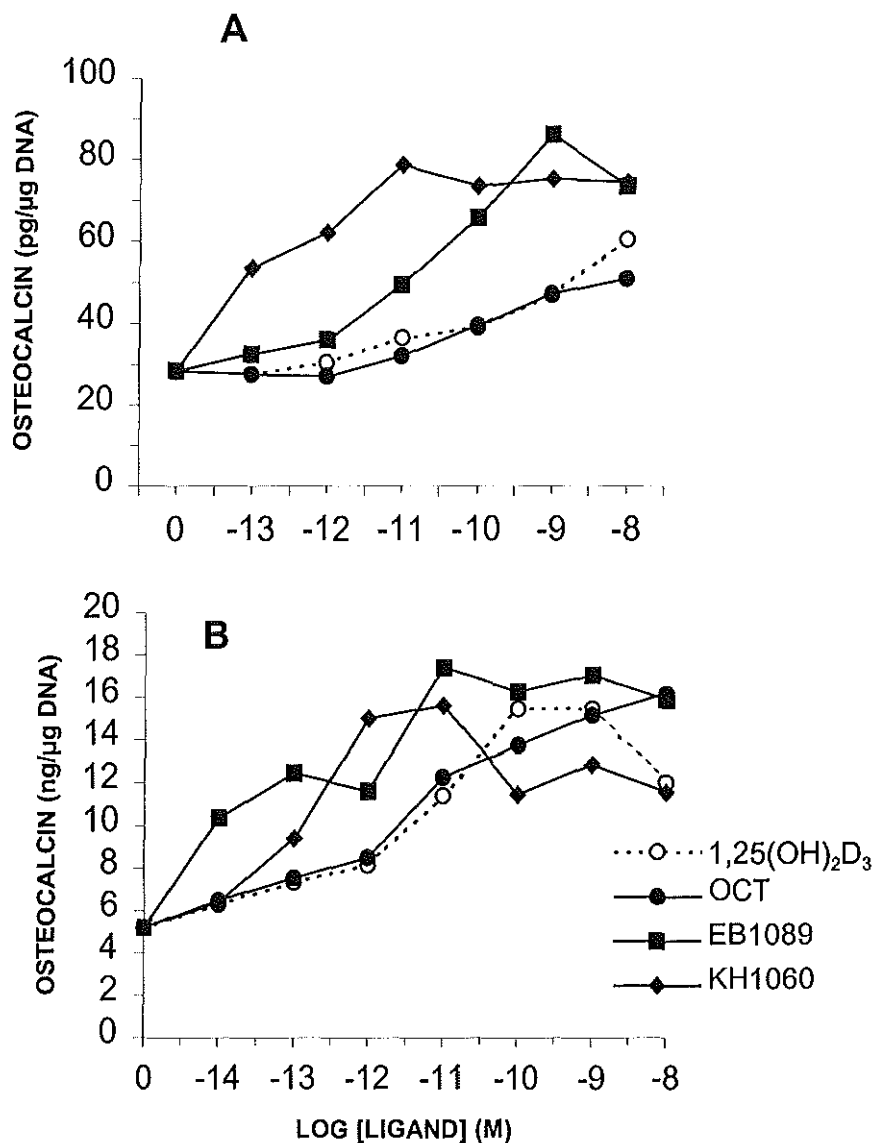 A
OSTEOCALCIN (pg/µg DNA)
100
80
60
40
20
0
0 -13 -12 -11 -10 -9 -8
B
OSTEOCALCIN (ng/µg DNA)
20
18
16
14
12
10
8
6
4
2
0
0 -14 -13 -12 -11 -10 -9 -8
LOG [LIGAND] (M)
1,25(OH)₂D₃
OCT
EB1089
KH1060